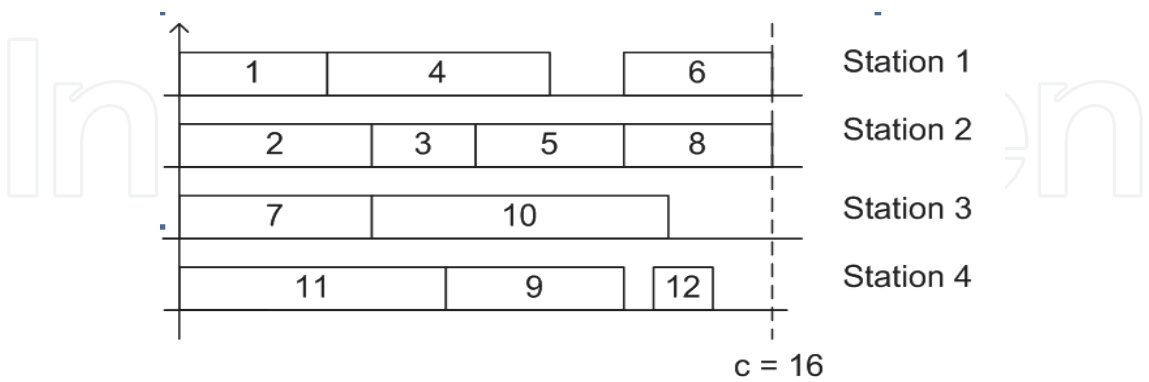 1 4 6 Station 1
2 3 5 8 Station 2
7 10 Station 3
11 9 12 Station 4
c = 16